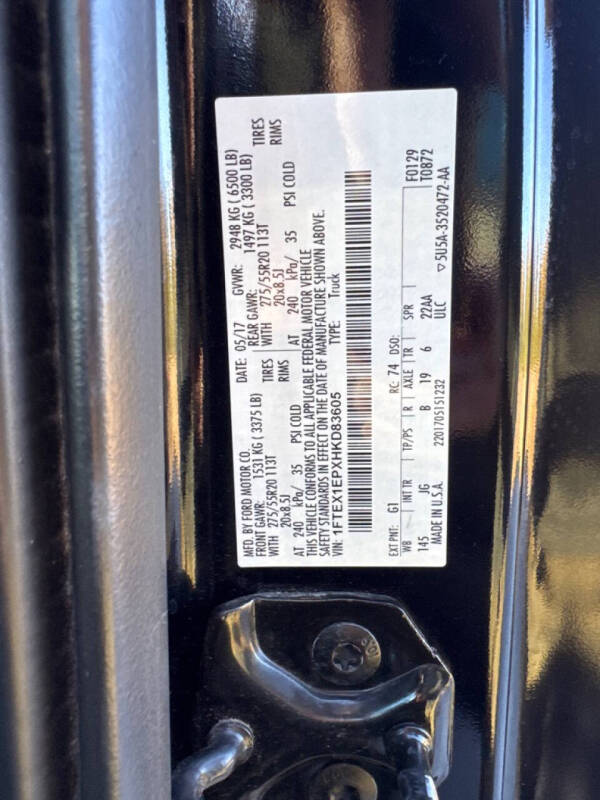 MFD. BY FORD MOTOR CO.
DATE: 05/17 GVWR: 2948 KG ( 6500 LB)
FRONT GAWR: 1531 KG ( 3375 LB) REAR GAWR: 1497 KG ( 3300 LB)
WITH 275/55R20 113T TIRES WITH 275/55R20 113T TIRES
20x8.5J RIMS 20x8.5J RIMS
AT 240 kPa/ 35 PSI COLD AT 240 kPa/ 35 PSI COLD
THIS VEHICLE CONFORMS TO ALL APPLICABLE FEDERAL MOTOR VEHICLE
SAFETY STANDARDS IN EFFECT ON THE DATE OF MANUFACTURE SHOWN ABOVE.
VIN: 1FTEX1EPXHKD83605 TYPE: Truck
EXT PNT: G1 RC: 74 DSO: F0129
WB INT TR TP/PS R AXLE TR SPR T0872
145 JG B 19 6 22AA
MADE IN U.S.A. 2201705151232 ULC ▽5U5A-3520472-AA